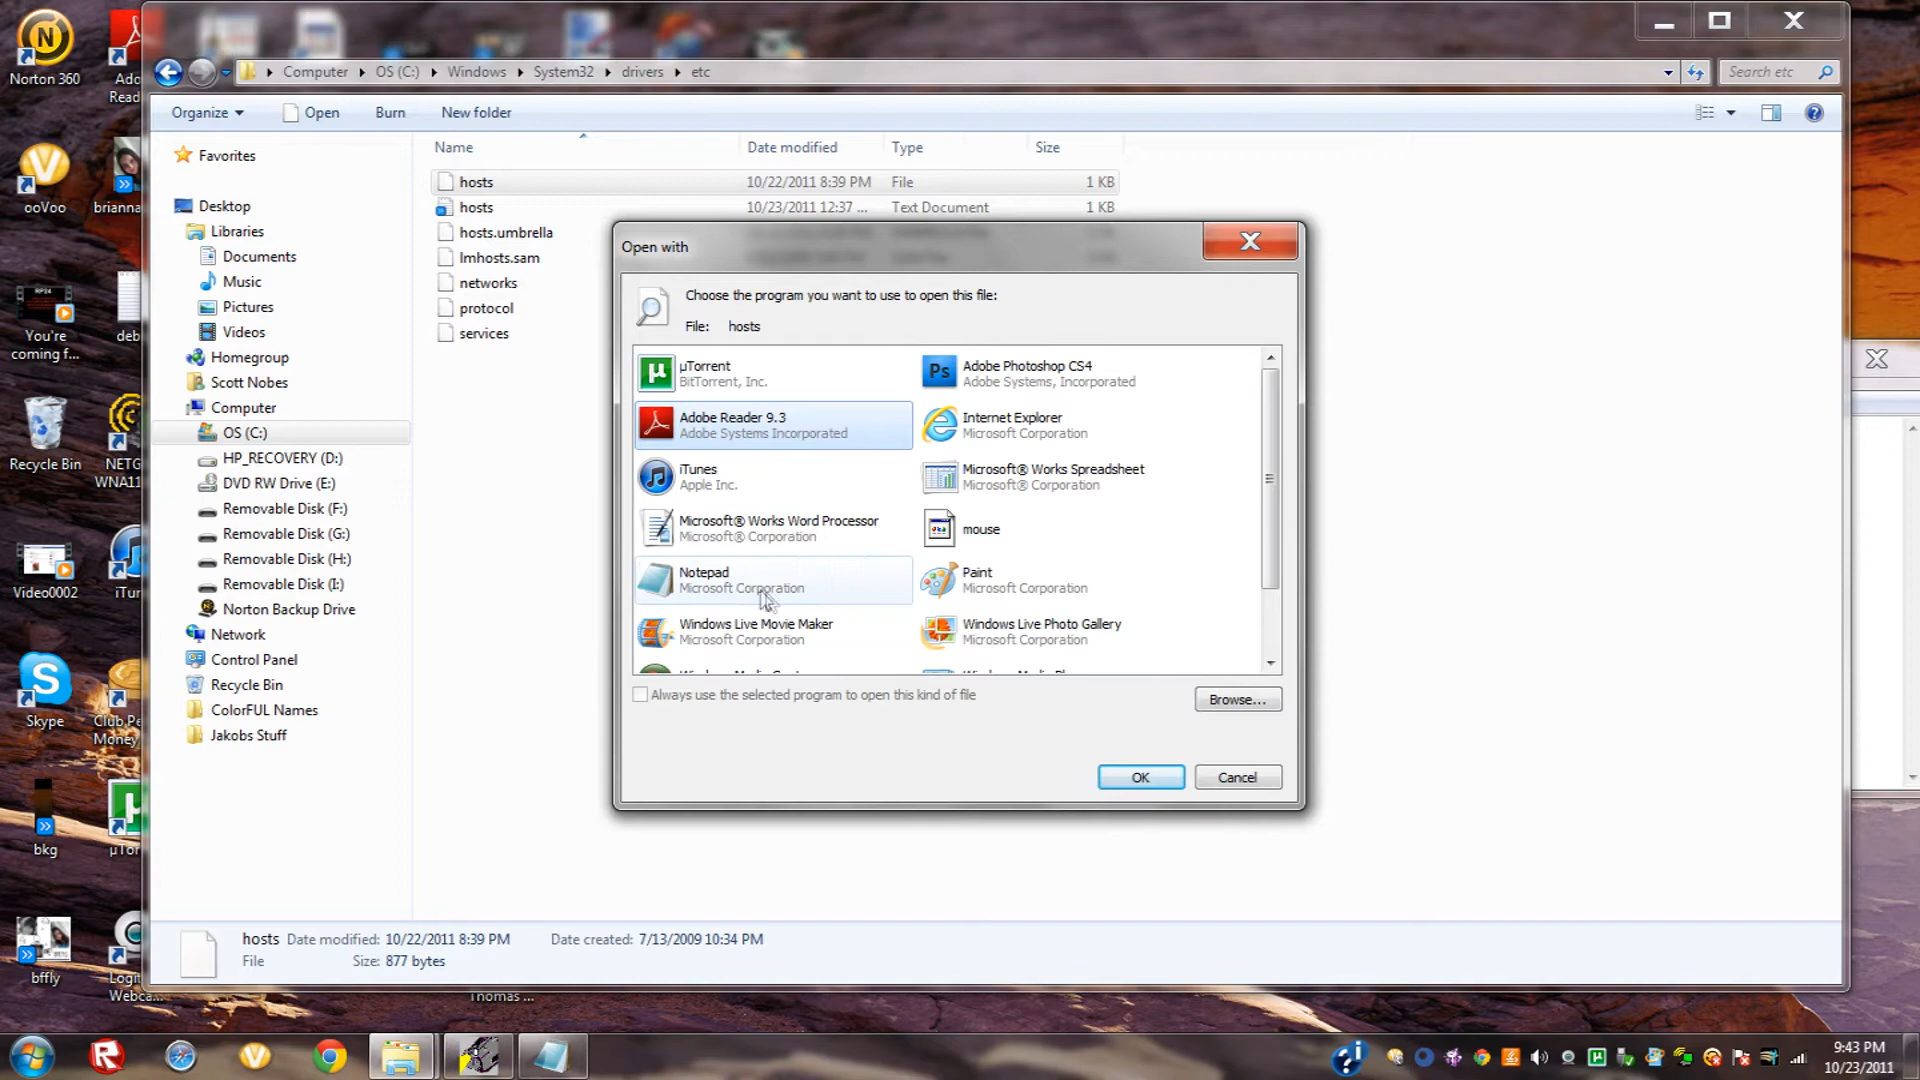 Norton 360
Ado
Read
ooVoo
brianna
You're
coming f...
deb
Recycle Bin
NETG
WNA11
Video0002
iTun
Skype
Club Pe
Money
bkg
µTor
bffly
Logit
Webca...
Thomas ...
Computer
OS (C:)
Windows
System32
drivers
etc
Search etc
Organize
Open
Burn
New folder
Favorites
Desktop
Libraries
Documents
Music
Pictures
Videos
Homegroup
Scott Nobes
Computer
OS (C:)
HP_RECOVERY (D:)
DVD RW Drive (E:)
Removable Disk (F:)
Removable Disk (G:)
Removable Disk (H:)
Removable Disk (I:)
Norton Backup Drive
Network
Control Panel
Recycle Bin
ColorFUL Names
Jakobs Stuff
Name Date modified Type Size
hosts 10/22/2011 8:39 PM File 1 KB
hosts 10/23/2011 12:37 ... Text Document 1 KB
hosts.umbrella
lmhosts.sam
networks
protocol
services
Open with
Choose the program you want to use to open this file:
File: hosts
µTorrent
BitTorrent, Inc.
Adobe Photoshop CS4
Adobe Systems, Incorporated
Adobe Reader 9.3
Adobe Systems Incorporated
Internet Explorer
Microsoft Corporation
iTunes
Apple Inc.
Microsoft® Works Spreadsheet
Microsoft® Corporation
Microsoft® Works Word Processor
Microsoft® Corporation
mouse
Notepad
Microsoft Corporation
Paint
Microsoft Corporation
Windows Live Movie Maker
Microsoft Corporation
Windows Live Photo Gallery
Microsoft Corporation
Always use the selected program to open this kind of file
Browse...
OK
Cancel
hosts Date modified: 10/22/2011 8:39 PM Date created: 7/13/2009 10:34 PM
File Size: 877 bytes
9:43 PM
10/23/2011